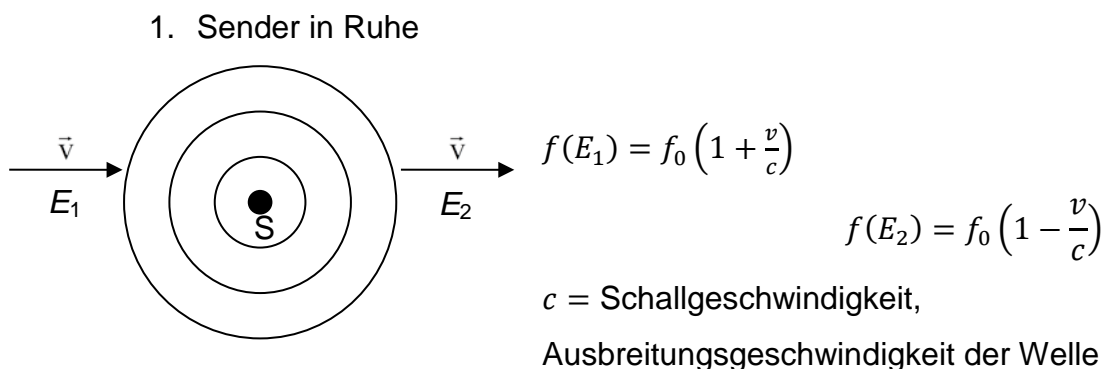 1. Sender in Ruhe
v⃗
E₁
S
v⃗
E₂
f(E₁) = f₀(1 + v/c)
f(E₂) = f₀(1 − v/c)
c = Schallgeschwindigkeit,
Ausbreitungsgeschwindigkeit der Welle